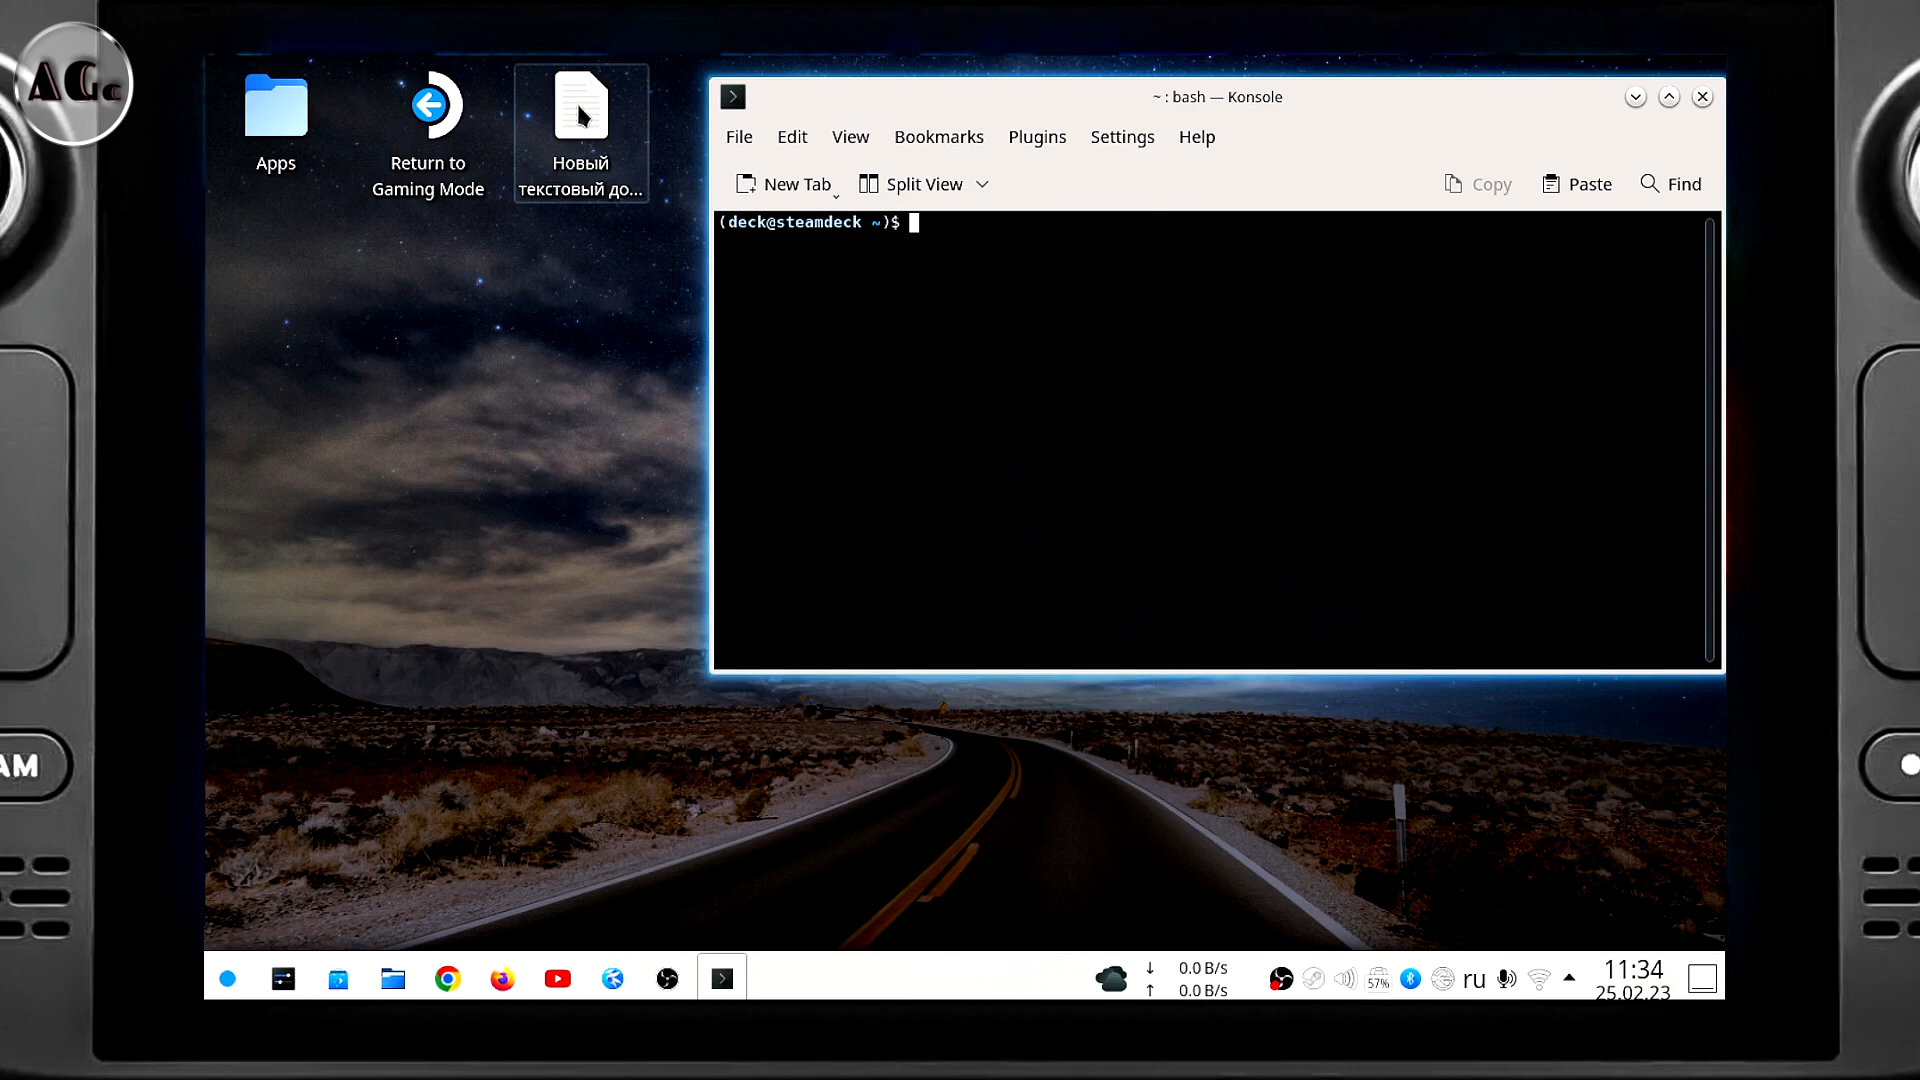 AGc
Apps
Return to
Gaming Mode
Новый
текстовый до...
~ : bash — Konsole
File Edit View Bookmarks Plugins Settings Help
New Tab Split View Copy Paste Find
(deck@steamdeck ~)$
AM
↓ 0.0 B/s
↑ 0.0 B/s
57%
ru
11:34
25.02.23